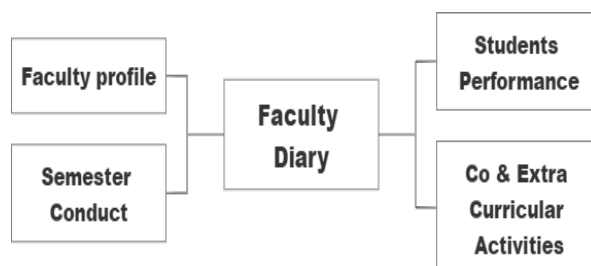 Faculty profile
Semester
Conduct
Faculty
Diary
Students
Performance
Co & Extra
Curricular
Activities